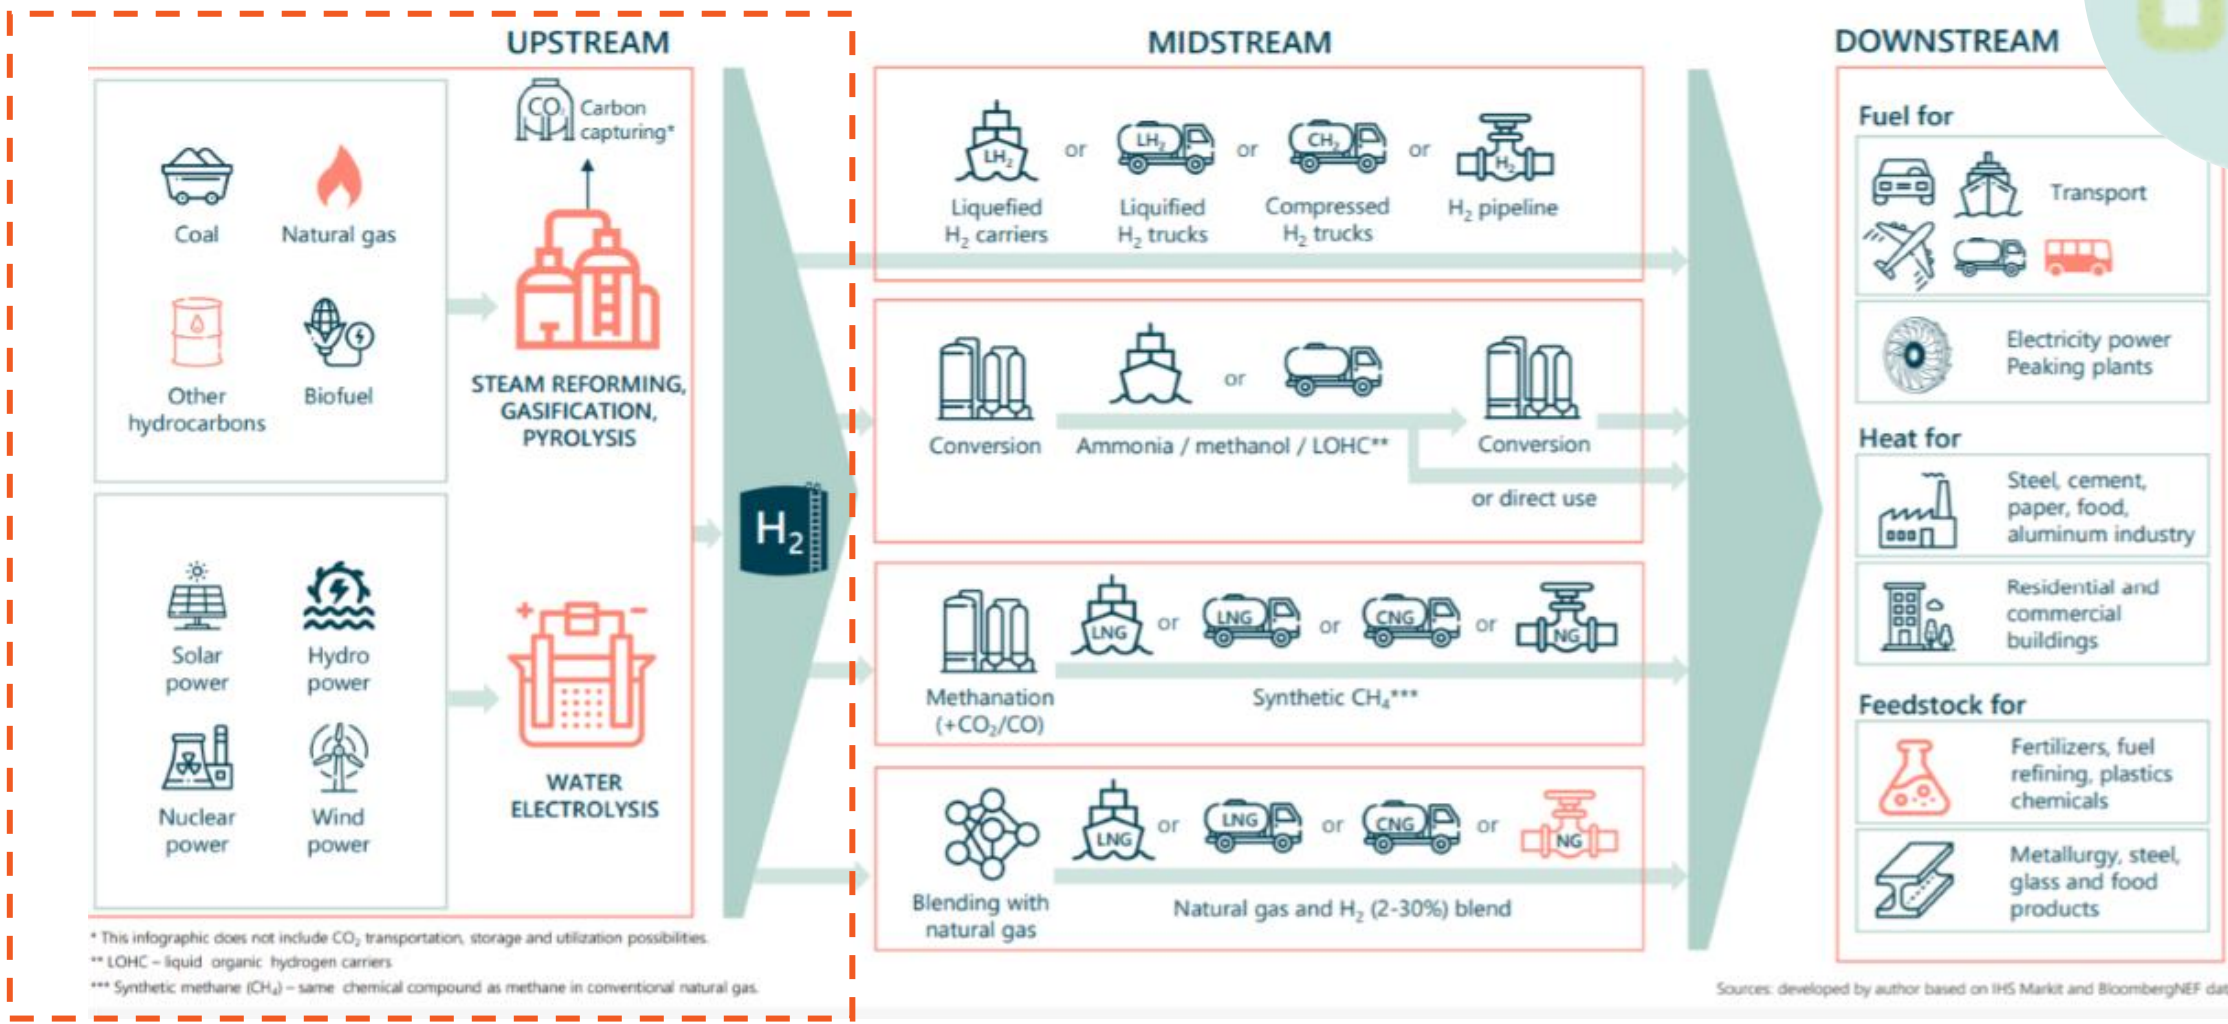 UPSTREAM
CO2
Carbon
capturing*
Coal
Natural gas
Other
hydrocarbons
Biofuel
STEAM REFORMING,
GASIFICATION,
PYROLYSIS
Solar
power
Hydro
power
Nuclear
power
Wind
power
+ −
WATER
ELECTROLYSIS
H2
* This infographic does not include CO2 transportation, storage and utilization possibilities.
** LOHC – liquid organic hydrogen carriers
*** Synthetic methane (CH4) – same chemical compound as methane in conventional natural gas.
MIDSTREAM
LH2 or LH2 or CH2 or H2
Liquefied
H2 carriers
Liquified
H2 trucks
Compressed
H2 trucks
H2 pipeline
or
Conversion
Ammonia / methanol / LOHC**
Conversion
or direct use
LNG or LNG or CNG or NG
Methanation
(+CO2/CO)
Synthetic CH4***
LNG or LNG or CNG or NG
Blending with
natural gas
Natural gas and H2 (2-30%) blend
DOWNSTREAM
Fuel for
Transport
Electricity power
Peaking plants
Heat for
Steel, cement,
paper, food,
aluminum industry
Residential and
commercial
buildings
Feedstock for
Fertilizers, fuel
refining, plastics
chemicals
Metallurgy, steel,
glass and food
products
Sources: developed by author based on IHS Markit and BloombergNEF dat